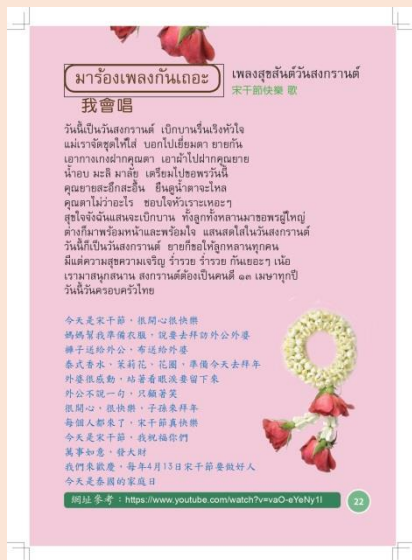 มาร้องเพลงกันเถอะ
我會唱
เพลงสุขสันต์วันสงกรานต์
宋干節快樂 歌
วันนี้เป็นวันสงกรานต์ เบิกบานรื่นเริงหัวใจ
แม่เราจัดชุดให้ใส่ บอกไปเยี่ยมตา ยายกัน
เอากางเกงฝากคุณตา เอาผ้าไปฝากคุณยาย
น้ำอบ มะลิ มาลัย เตรียมไปขอพรวันนี้
คุณยายสะอึกสะอื้น ยืนดูน้ำตาจะไหล
คุณตาไม่ว่าอะไร ชอบใจหัวเราะเหอะๆ
สุขใจจังฉันแสนจะเบิกบาน ทั้งลูกทั้งหลานมาขอพรผู้ใหญ่
ต่างก็มาพร้อมหน้าและพร้อมใจ แสนสดใสในวันสงกรานต์
วันนี้ก็เป็นวันสงกรานต์ ยายก็ขอให้ลูกหลานทุกคน
มีแต่ความสุขความเจริญ ร่ำรวย ร่ำรวย กันเยอะๆ เน้อ
เรามาสนุกสนาน สงกรานต์ต้องเป็นคนดี ๑๓ เมษาทุกปี
วันนี้วันครอบครัวไทย
今天是宋干節，很開心很快樂
媽媽幫我準備衣服，說要去拜訪外公外婆
褲子送給外公、布送給外婆
泰式香水、茉莉花、花圈，準備今天去拜年
外婆很感動，站著看眼淚要留下來
外公不說一句，只顧著笑
很開心，很快樂，子孫來拜年
每個人都來了，宋干節真快樂
今天是宋干節，我祝福你們
萬事如意，發大財
我們來歡慶，每年4月13日宋干節要做好人
今天是泰國的家庭日
網址參考：https://www.youtube.com/watch?v=vaO-eYeNy1I
22